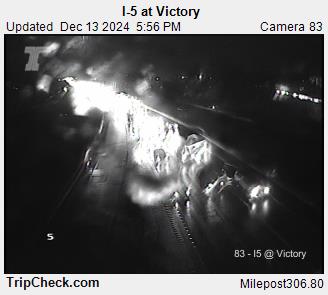 I-5 at Victory
Updated Dec 13 2024 5:56 PM Camera 83
T
S
83 - I5 @ Victory
TripCheck.com Milepost306.80